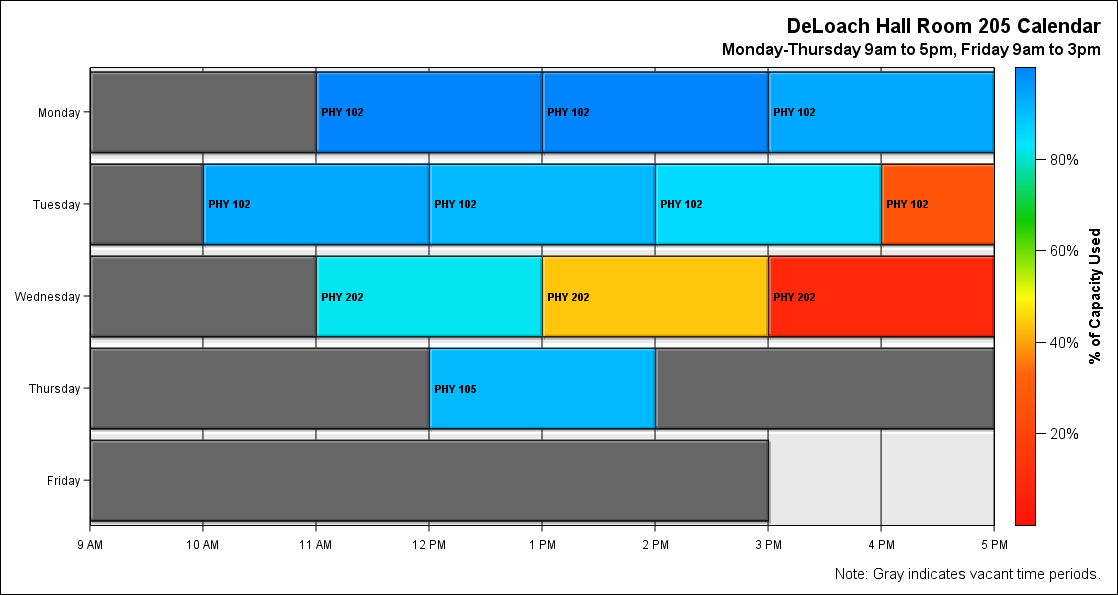 DeLoach Hall Room 205 Calendar
Monday-Thursday 9am to 5pm, Friday 9am to 3pm
Monday
PHY 102
PHY 102
PHY 102
Tuesday
PHY 102
PHY 102
PHY 102
PHY 102
Wednesday
PHY 202
PHY 202
PHY 202
Thursday
PHY 105
Friday
9 AM
10 AM
11 AM
12 PM
1 PM
2 PM
3 PM
4 PM
5 PM
80%
60%
40%
20%
% of Capacity Used
Note: Gray indicates vacant time periods.